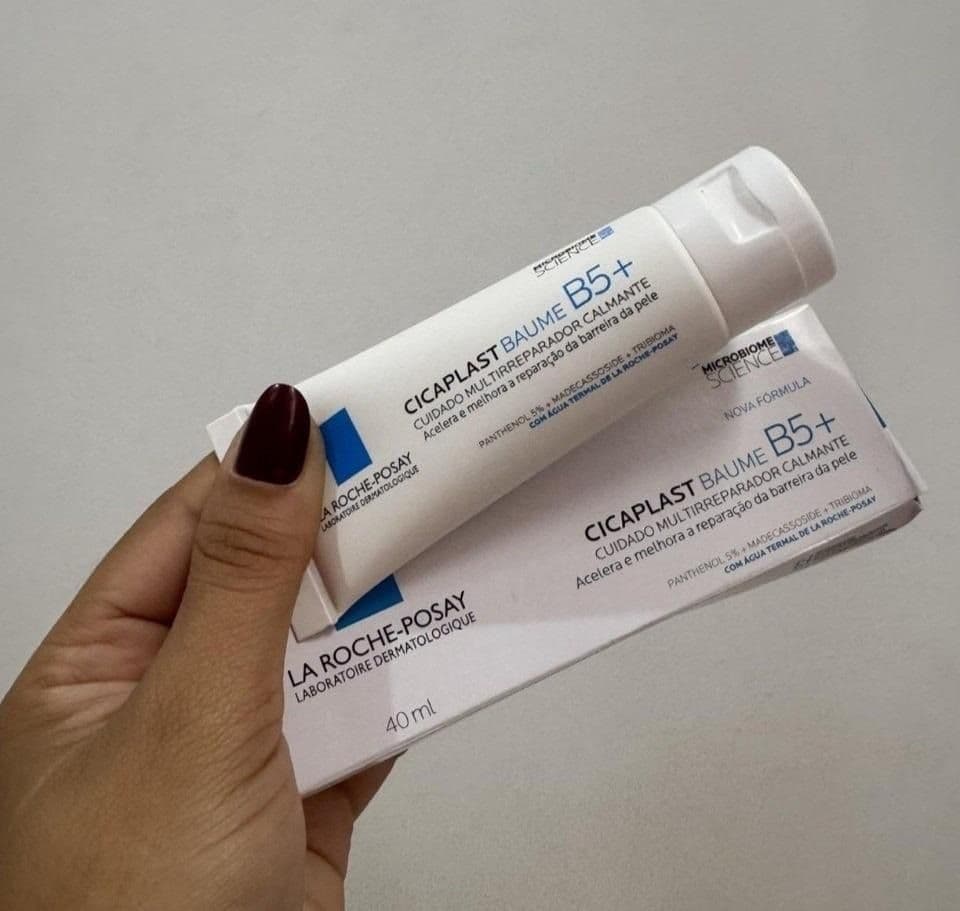 MICROBIOME
SCIENCE
CICAPLAST BAUME B5+
CUIDADO MULTIRREPARADOR CALMANTE
Acelera e melhora a reparação da barreira da pele
PANTHENOL 5% + MADECASSOSIDE + TRIBIOMA
COM ÁGUA TERMAL DE LA ROCHE-POSAY
LA ROCHE-POSAY
LABORATOIRE DERMATOLOGIQUE
MICROBIOME
SCIENCE
NOVA FÓRMULA
CICAPLAST BAUME B5+
CUIDADO MULTIRREPARADOR CALMANTE
Acelera e melhora a reparação da barreira da pele
PANTHENOL 5% + MADECASSOSIDE + TRIBIOMA
COM ÁGUA TERMAL DE LA ROCHE-POSAY
LA ROCHE-POSAY
LABORATOIRE DERMATOLOGIQUE
40 ml